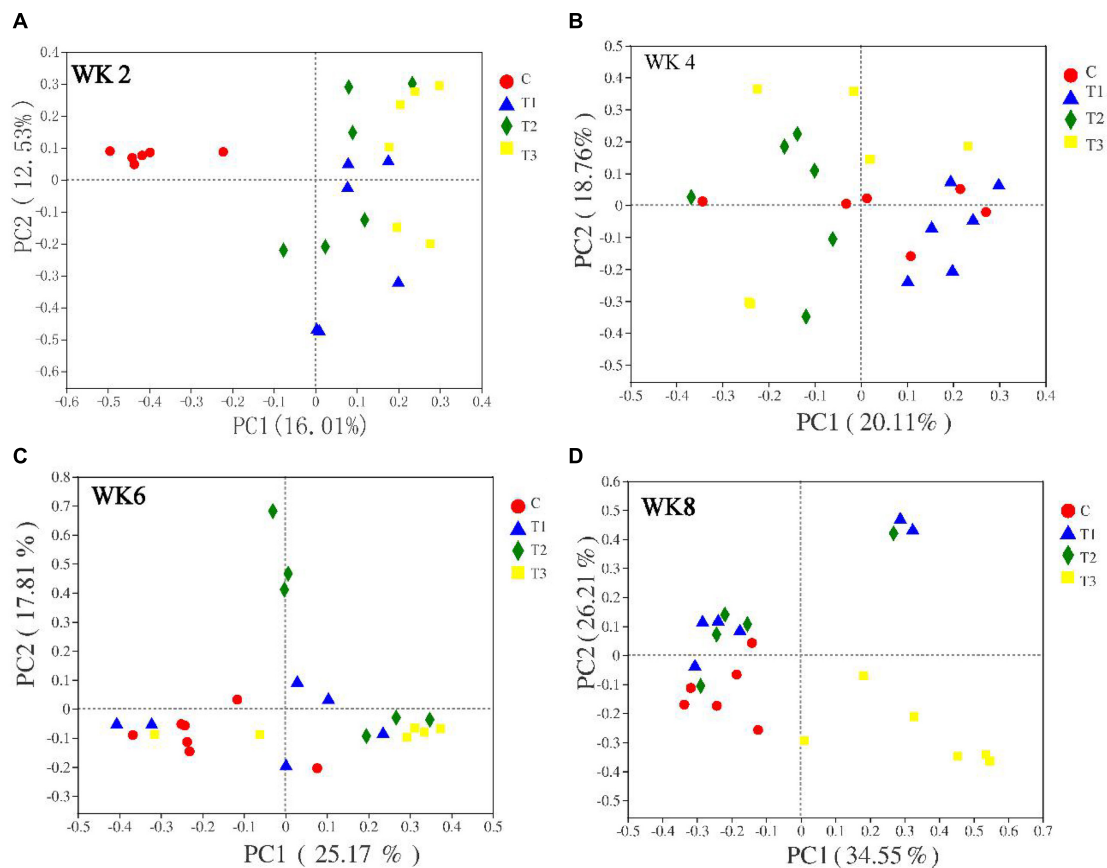 A
WK 2
PC2 (12.53%)
0.4
0.3
0.2
0.1
0
-0.1
-0.2
-0.3
-0.4
-0.5
-0.6
-0.6
-0.5
-0.4
-0.3
-0.2
-0.1
0
0.1
0.2
0.3
0.4
PC1(16.01%)
C
T1
T2
T3
B
WK 4
PC2 ( 18.76% )
0.5
0.4
0.3
0.2
0.1
0
-0.1
-0.2
-0.3
-0.4
-0.5
-0.5
-0.4
-0.3
-0.2
-0.1
0
0.1
0.2
0.3
0.4
PC1 ( 20.11% )
C
T1
T2
T3
C
WK6
PC2 ( 17.81 % )
0.8
0.7
0.6
0.5
0.4
0.3
0.2
0.1
0
-0.1
-0.2
-0.3
-0.5
-0.4
-0.3
-0.2
-0.1
0
0.1
0.2
0.3
0.4
0.5
PC1 ( 25.17 % )
C
T1
T2
T3
D
WK8
PC2 ( 26.21 % )
0.6
0.5
0.4
0.3
0.2
0.1
0
-0.1
-0.2
-0.3
-0.4
-0.5
-0.5
-0.4
-0.3
-0.2
-0.1
0
0.1
0.2
0.3
0.4
0.5
0.6
0.7
PC1 ( 34.55 % )
C
T1
T2
T3